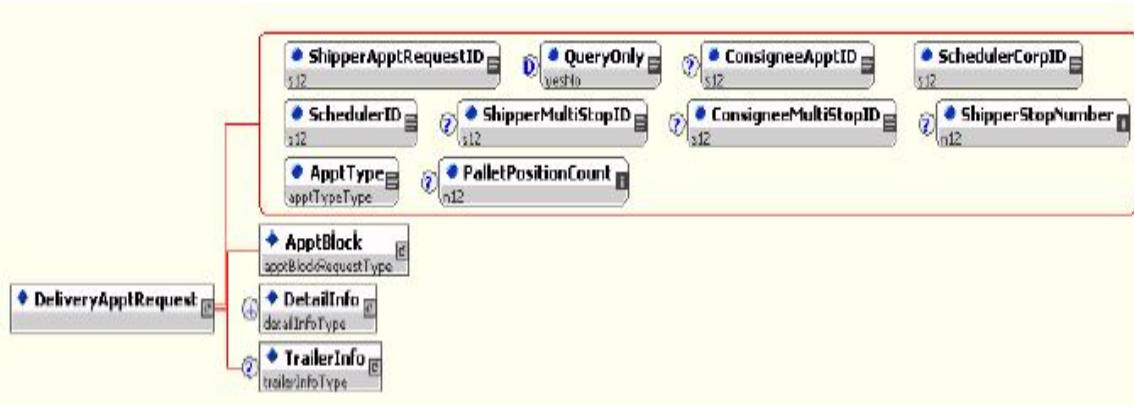 ShipperApptRequestID QueryOnly ConsigneeApptID SchedulerCorpID
s12 yesNo s12 s12
SchedulerID ShipperMultiStopID ConsigneeMultiStopID ShipperStopNumber
s12 s12 s12 n12
ApptType PalletPositionCount
apptTypeType n12
ApptBlock
apptBlockRequestType
DeliveryApptRequest
DetailInfo
detailInfoType
TrailerInfo
trailerInfoType